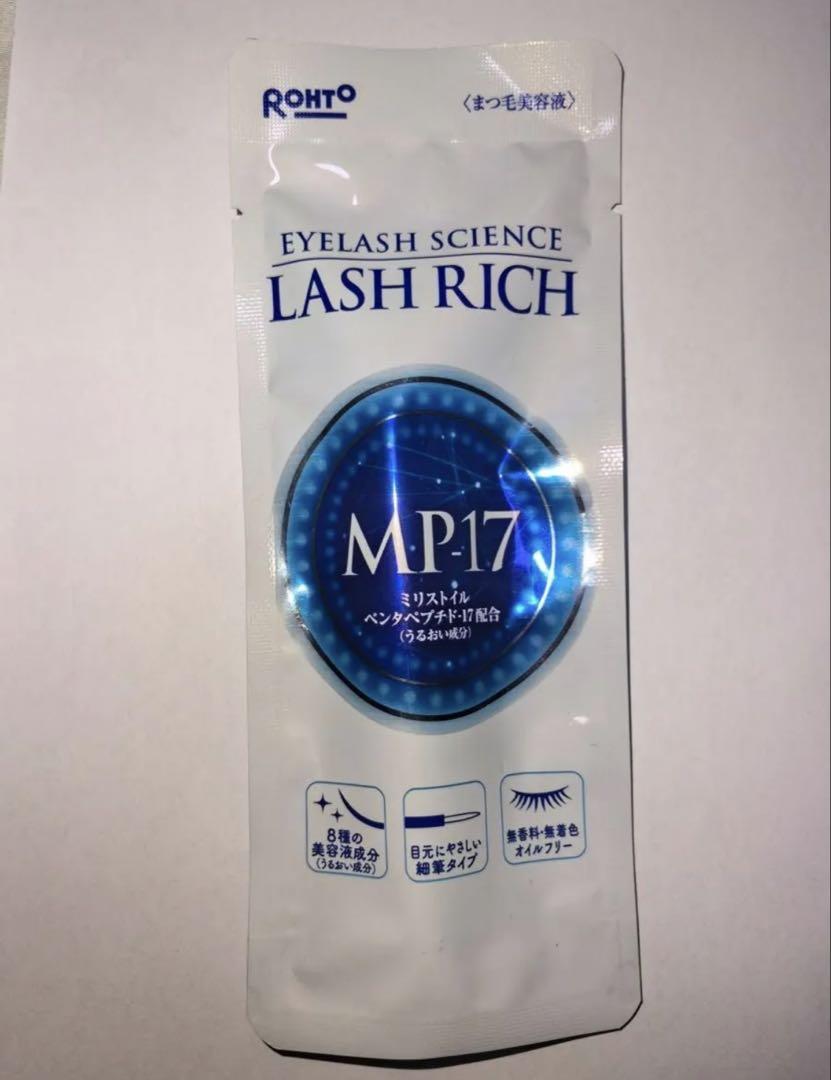 ROHTO
〈まつ毛美容液〉
EYELASH SCIENCE
LASH RICH
MP-17
ミリストイル
ペンタペプチド-17配合
(うるおい成分)
8種の
美容液成分
(うるおい成分)
目元にやさしい
細筆タイプ
無香料・無着色
オイルフリー